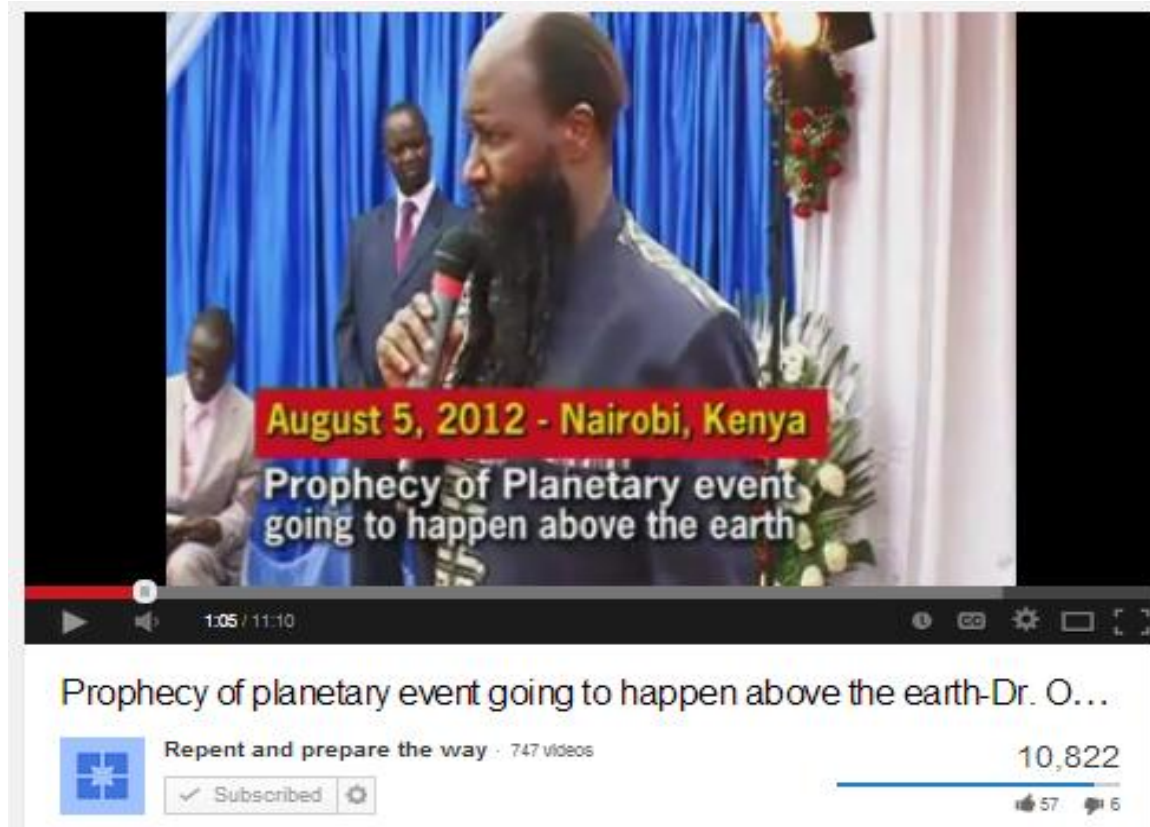 August 5, 2012 - Nairobi, Kenya
Prophecy of Planetary event
going to happen above the earth
1:05 / 11:10
CC
Prophecy of planetary event going to happen above the earth-Dr. O...
Repent and prepare the way · 747 videos
10,822
Subscribed
57 6